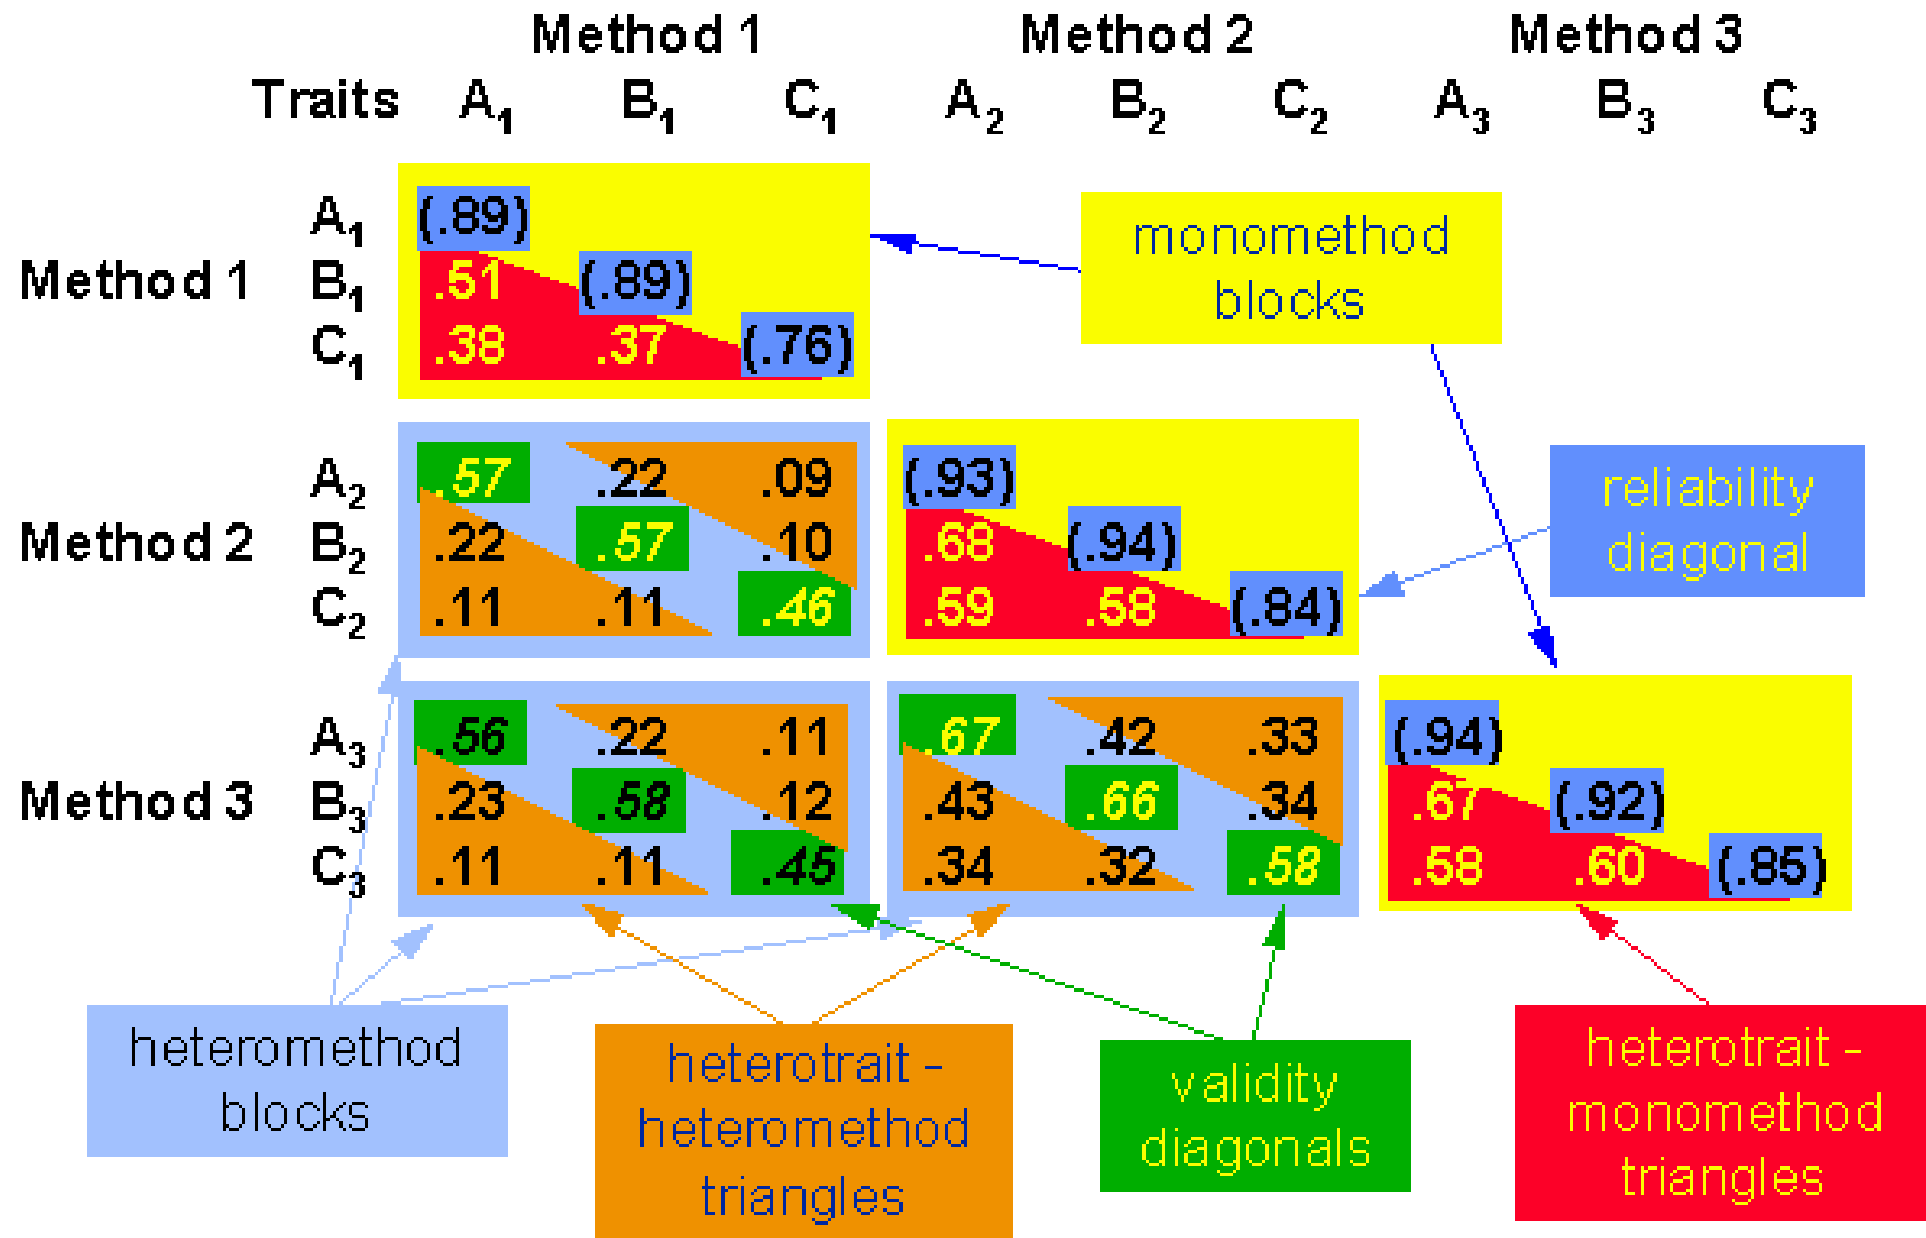 Method 1 Method 2 Method 3
Traits A1 B1 C1 A2 B2 C2 A3 B3 C3
A1 (.89)
Method 1 B1 .51 (.89)
C1 .38 .37 (.76)
monomethod
blocks
A2 .57 .22 .09 (.93)
Method 2 B2 .22 .57 .10 .68 (.94)
C2 .11 .11 .46 .59 .58 (.84)
reliability
diagonal
A3 .56 .22 .11 .67 .42 .33 (.94)
Method 3 B3 .23 .58 .12 .43 .66 .34 .67 (.92)
C3 .11 .11 .45 .34 .32 .58 .58 .60 (.85)
heteromethod
blocks
heterotrait -
heteromethod
triangles
validity
diagonals
heterotrait -
monomethod
triangles